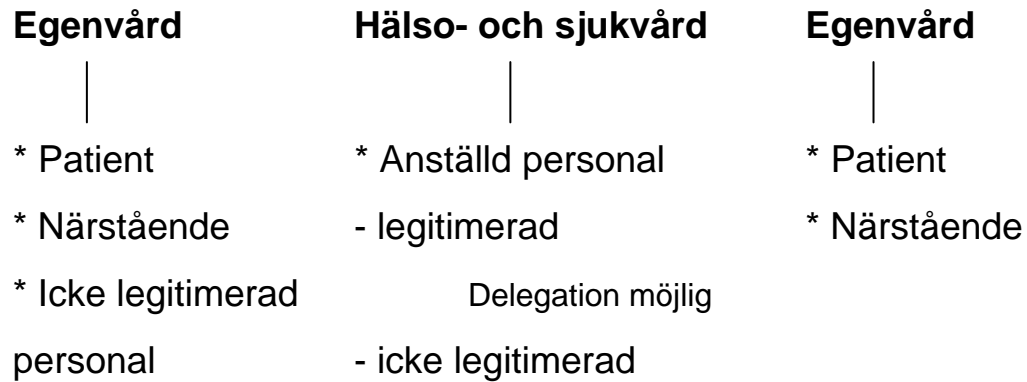 Egenvård Hälso- och sjukvård Egenvård
* Patient * Anställd personal * Patient
* Närstående - legitimerad * Närstående
* Icke legitimerad Delegation möjlig
personal - icke legitimerad